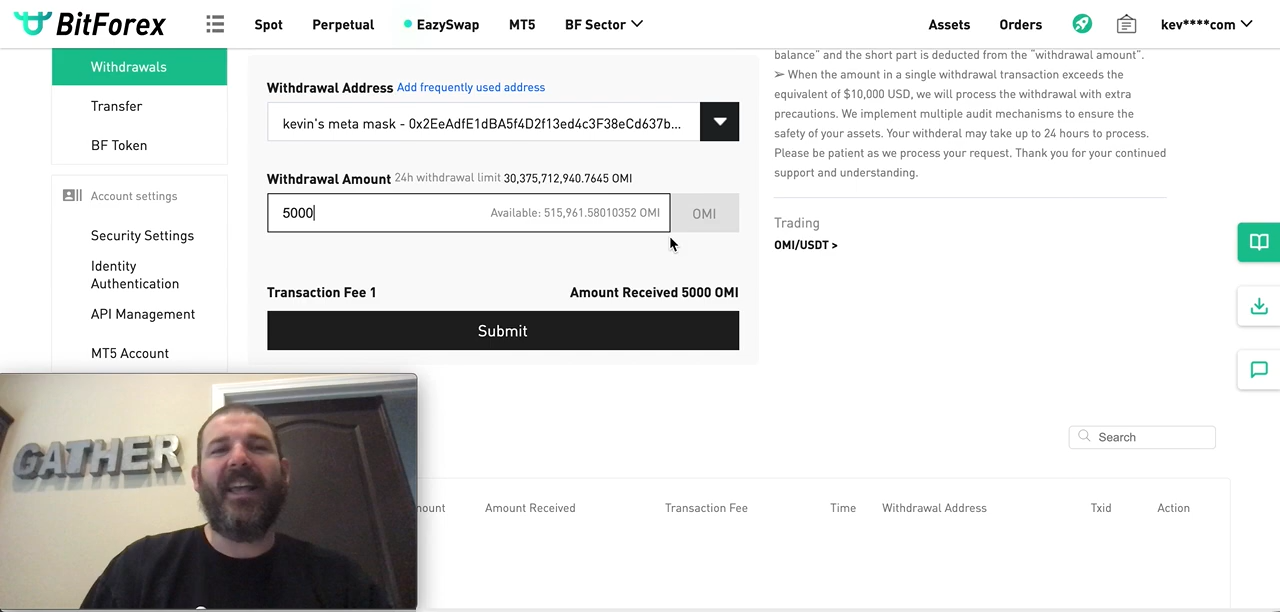 BitForex
Spot
Perpetual
EazySwap
MT5
BF Sector
Assets
Orders
kev****com
Withdrawals
Transfer
BF Token
Account settings
Security Settings
Identity
Authentication
API Management
MT5 Account
Withdrawal Address Add frequently used address
kevin's meta mask - 0x2EeAdfE1dBA5f4D2f13ed4c3F38eCd637b...
Withdrawal Amount 24h withdrawal limit 30,375,712,940.7645 OMI
5000 Available: 515,961.58010352 OMI OMI
Transaction Fee 1 Amount Received 5000 OMI
Submit
balance" and the short part is deducted from the "withdrawal amount".
➢ When the amount in a single withdrawal transaction exceeds the
equivalent of $10,000 USD, we will process the withdrawal with extra
precautions. We implement multiple audit mechanisms to ensure the
safety of your assets. Your withderal may take up to 24 hours to process.
Please be patient as we process your request. Thank you for your continued
support and understanding.
Trading
OMI/USDT >
Search
mount Amount Received Transaction Fee Time Withdrawal Address Txid Action
GATHER